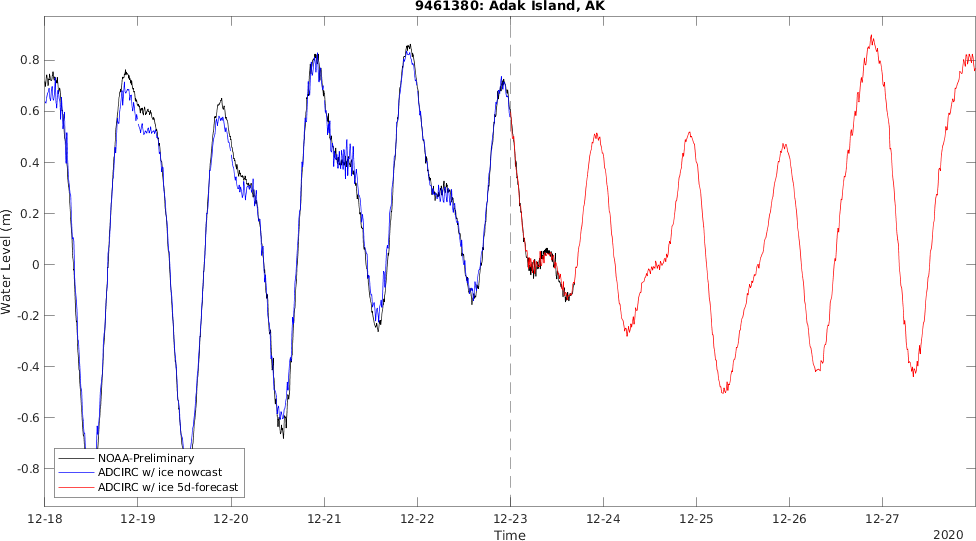 9461380: Adak Island, AK
Water Level (m)
0.8
0.6
0.4
0.2
0
-0.2
-0.4
-0.6
-0.8
NOAA-Preliminary
ADCIRC w/ ice nowcast
ADCIRC w/ ice 5d-forecast
12-18 12-19 12-20 12-21 12-22 12-23 12-24 12-25 12-26 12-27
Time
2020